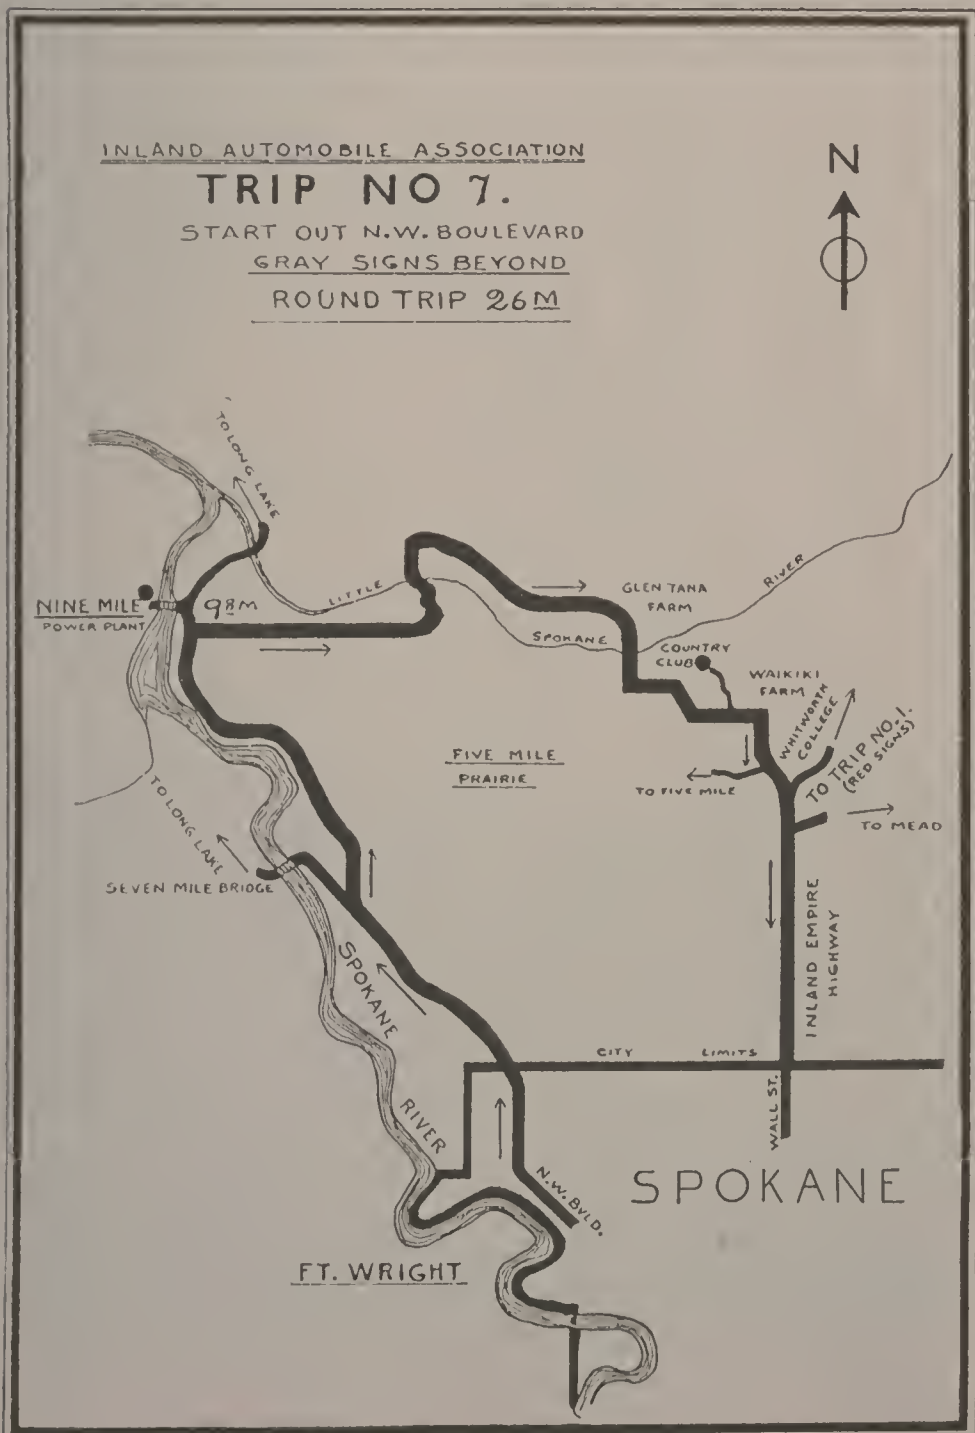 INLAND AUTOMOBILE ASSOCIATION
TRIP NO 7.
START OUT N.W. BOULEVARD
GRAY SIGNS BEYOND
ROUND TRIP 26M
N
TO LONG LAKE
NINE MILE
POWER PLANT
98M
LITTLE
SPOKANE
RIVER
GLEN TANA
FARM
COUNTRY
CLUB
WAIKIKI
FARM
WHITWORTH
COLLEGE
TO TRIP NO. 1.
(RED SIGNS)
FIVE MILE
PRAIRIE
TO FIVE MILE
TO MEAD
TO LONG LAKE
SEVEN MILE BRIDGE
INLAND EMPIRE
HIGHWAY
SPOKANE
RIVER
CITY LIMITS
WALL ST.
N.W. BVLD.
SPOKANE
FT. WRIGHT